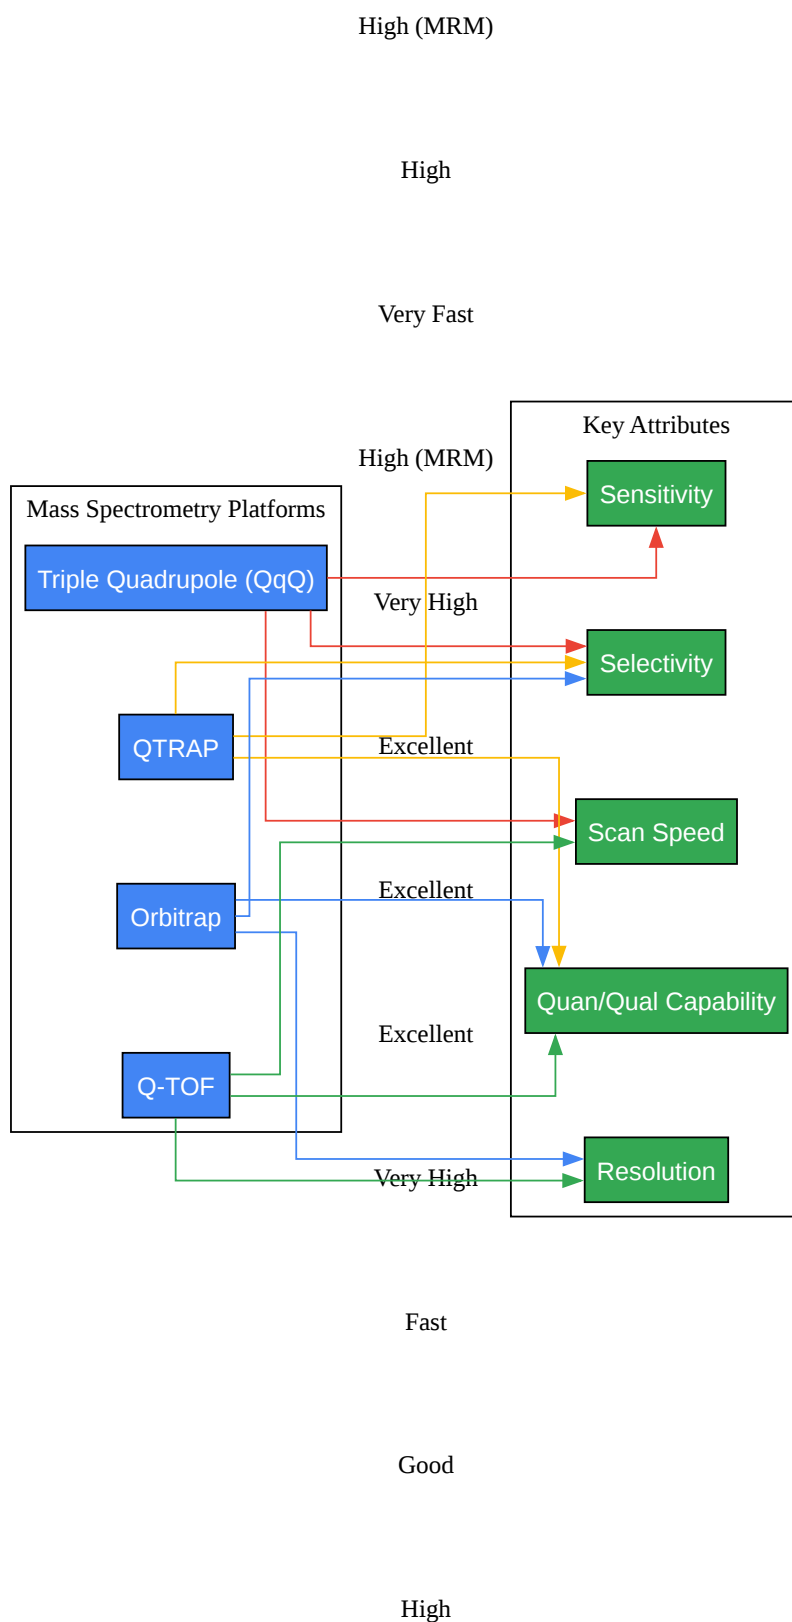 High (MRM)
High
Very Fast
Key Attributes
High (MRM)
Sensitivity
Mass Spectrometry Platforms
Triple Quadrupole (QqQ)
Very High
Selectivity
QTRAP
Excellent
Scan Speed
Excellent
Orbitrap
Quan/Qual Capability
Excellent
Q-TOF
Resolution
Very High
Fast
Good
High